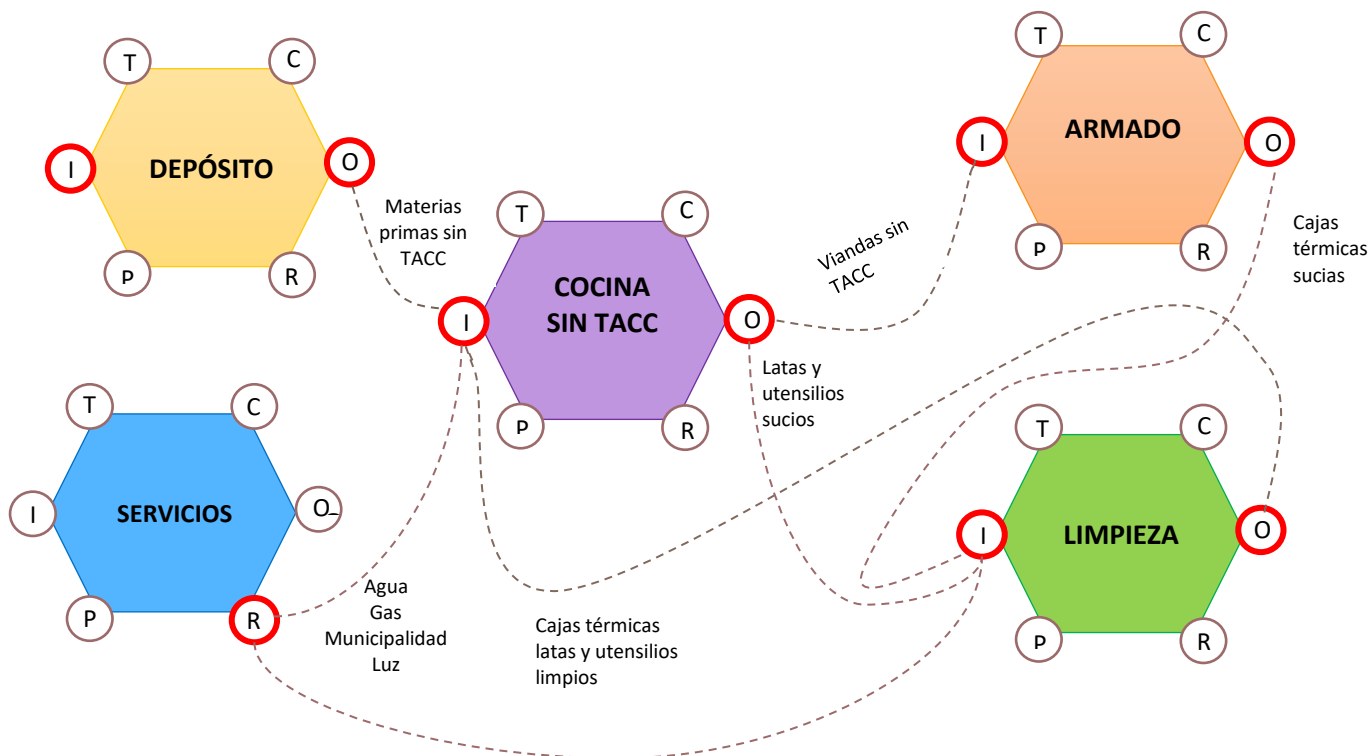 T
C
I
DEPÓSITO
O
P
R
Materias
primas sin
TACC
T
C
I
COCINA
SIN TACC
O
P
R
Viandas sin
TACC
T
C
I
ARMADO
O
P
R
Cajas
térmicas
sucias
Latas y
utensilios
sucios
T
C
I
SERVICIOS
O
P
R
Agua
Gas
Municipalidad
Luz
Cajas térmicas
latas y utensilios
limpios
T
C
I
LIMPIEZA
O
P
R